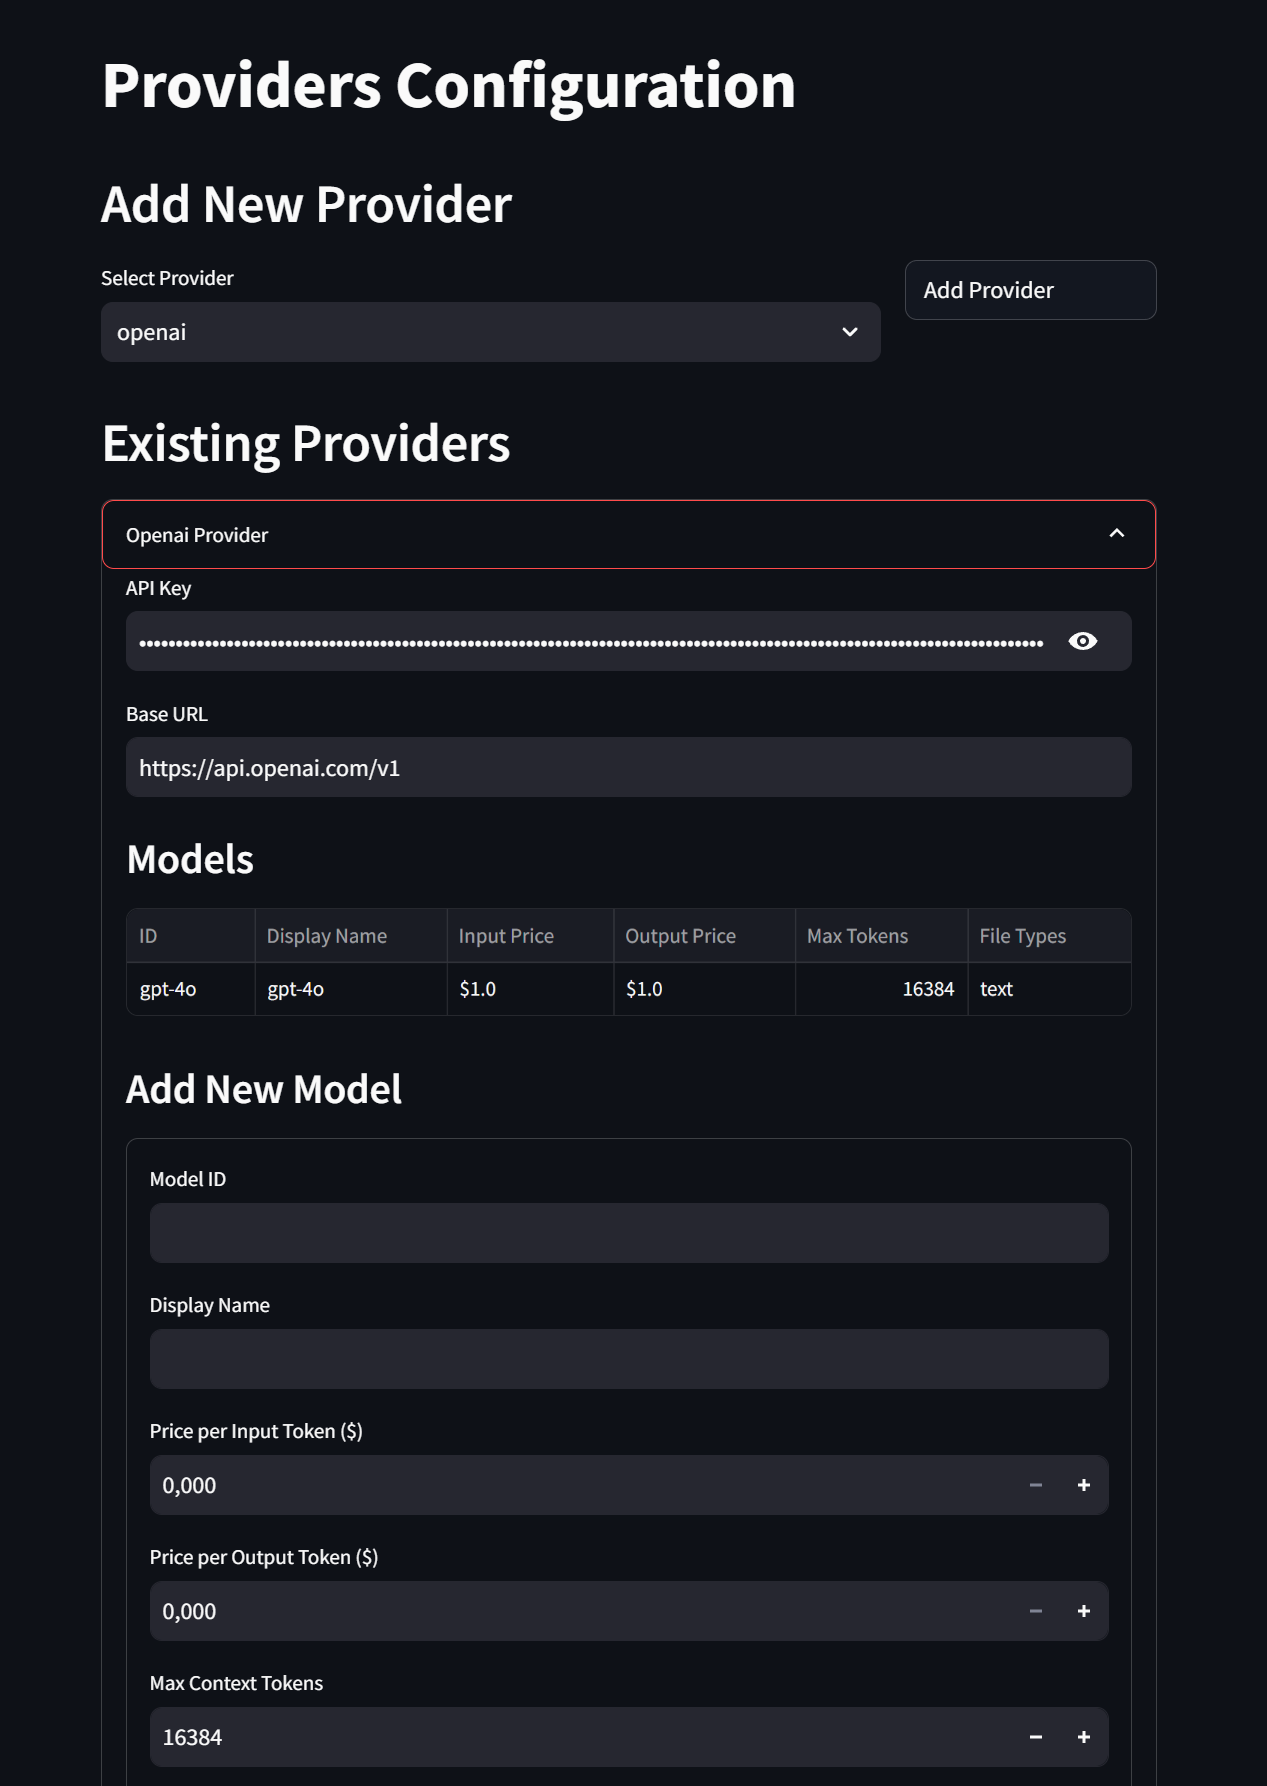 Providers Configuration
Add New Provider
Select Provider
openai
Add Provider
Existing Providers
Openai Provider
API Key
Base URL
https://api.openai.com/v1
Models
ID Display Name Input Price Output Price Max Tokens File Types
gpt-4o gpt-4o $1.0 $1.0 16384 text
Add New Model
Model ID
Display Name
Price per Input Token ($)
0,000
Price per Output Token ($)
0,000
Max Context Tokens
16384